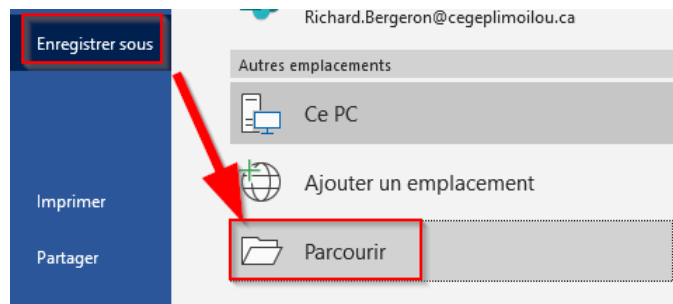 Richard.Bergeron@cegeplimoilou.ca
Enregistrer sous
Autres emplacements
Ce PC
Ajouter un emplacement
Imprimer
Parcourir
Partager